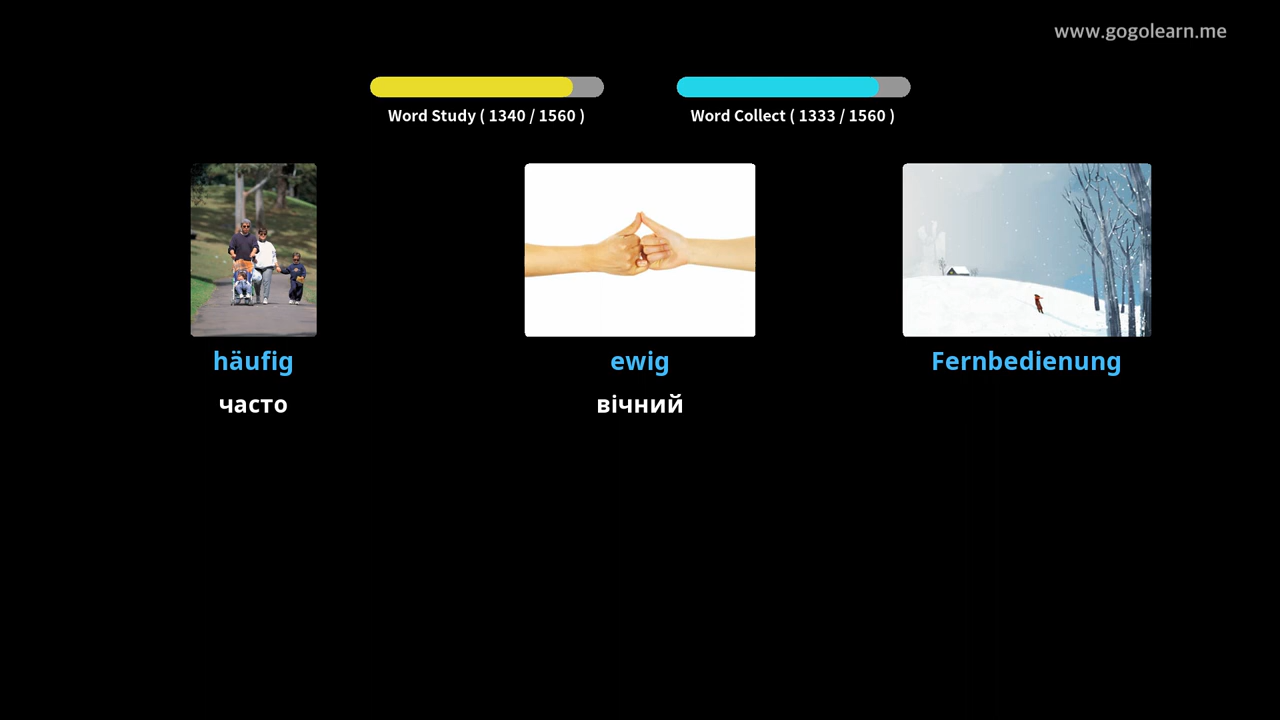 www.gogolearn.me
Word Study ( 1340 / 1560 )
Word Collect ( 1333 / 1560 )
häufig
ewig
Fernbedienung
часто
вічний